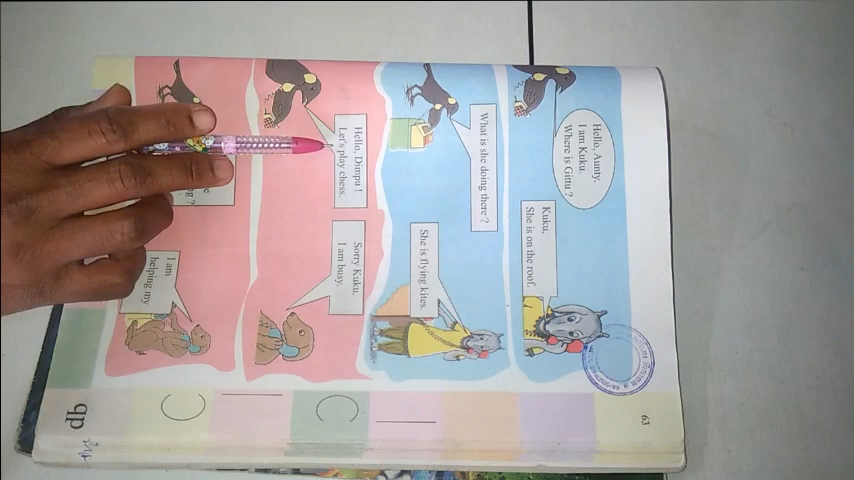 63
Hello, Aunty.
I am Kuku.
Where is Gittu ?
Kuku,
She is on the roof.
What is she doing there ?
She is flying kites.
Hello, Dimpu !
Let's play chess.
Sorry Kuku.
I am busy.
I am
helping my